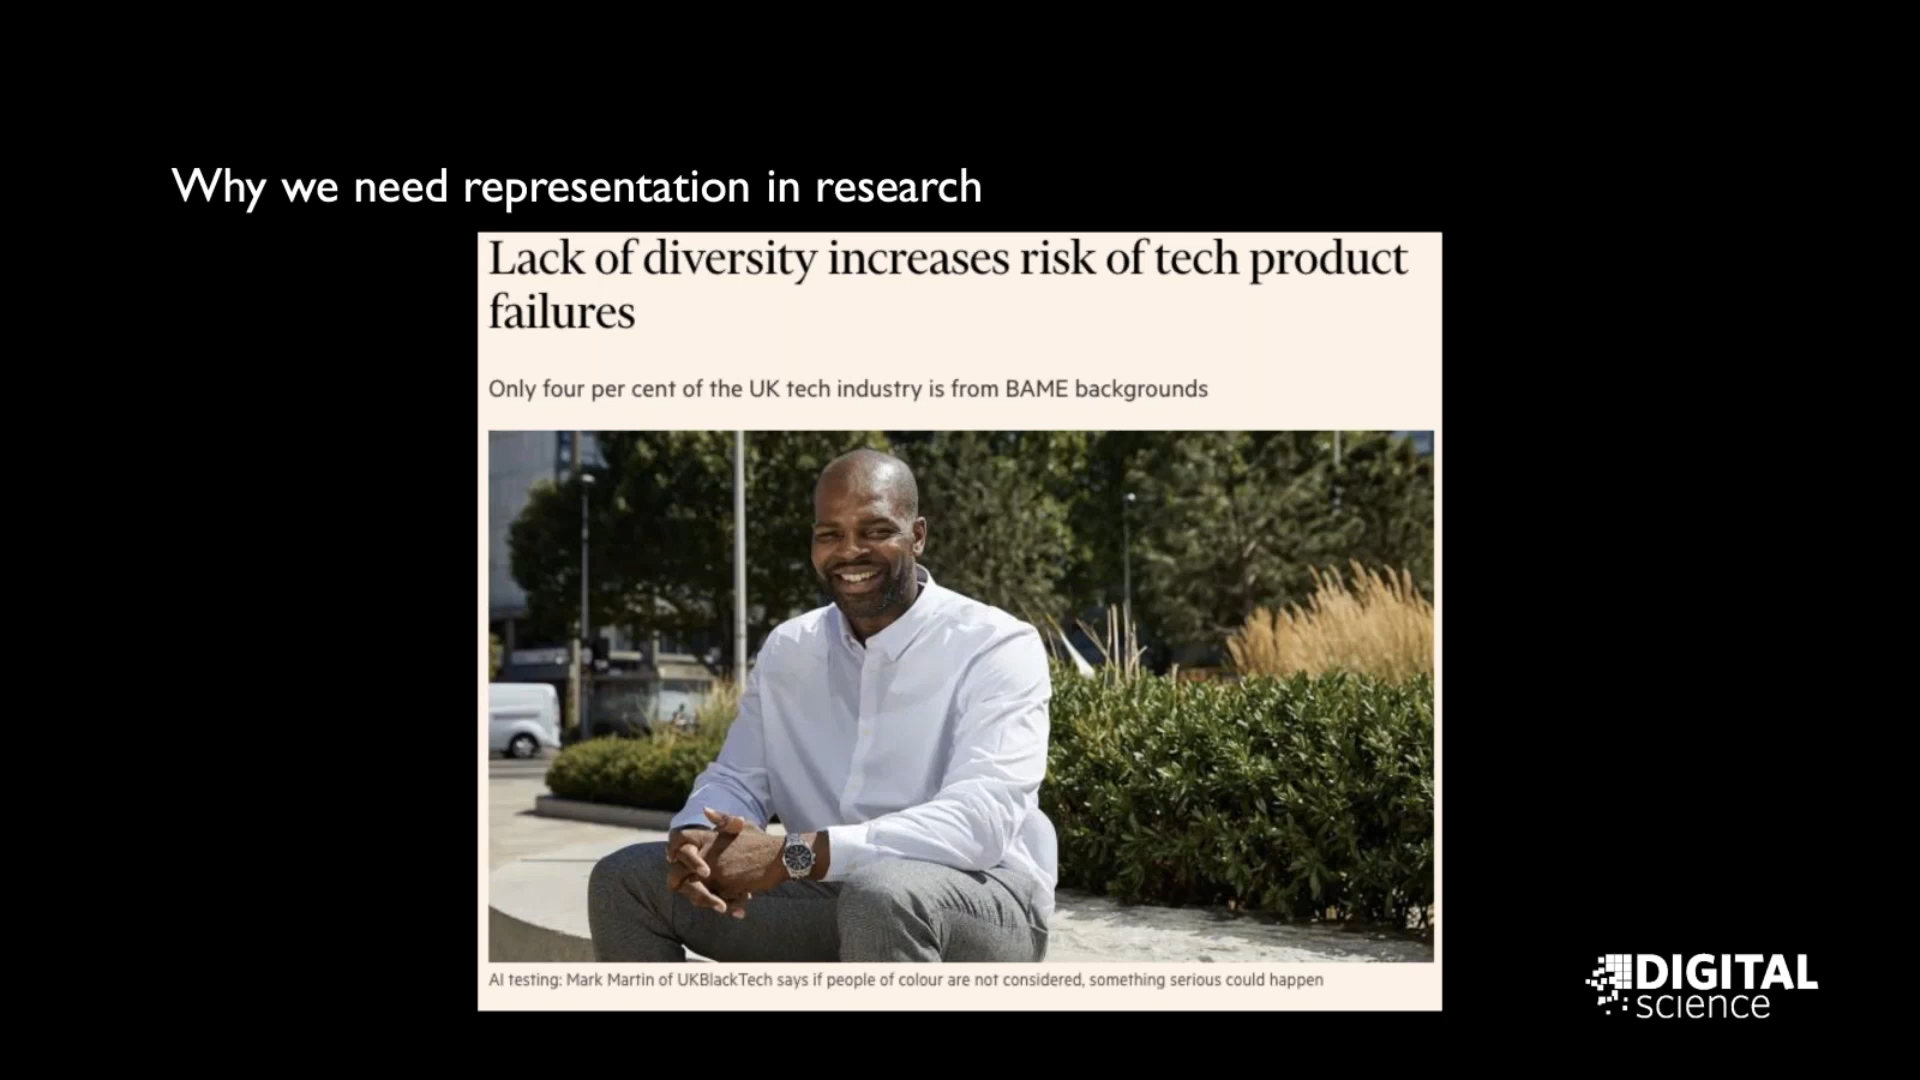 Why we need representation in research
Lack of diversity increases risk of tech product
failures
Only four per cent of the UK tech industry is from BAME backgrounds
AI testing: Mark Martin of UKBlackTech says if people of colour are not considered, something serious could happen
DIGITAL
science